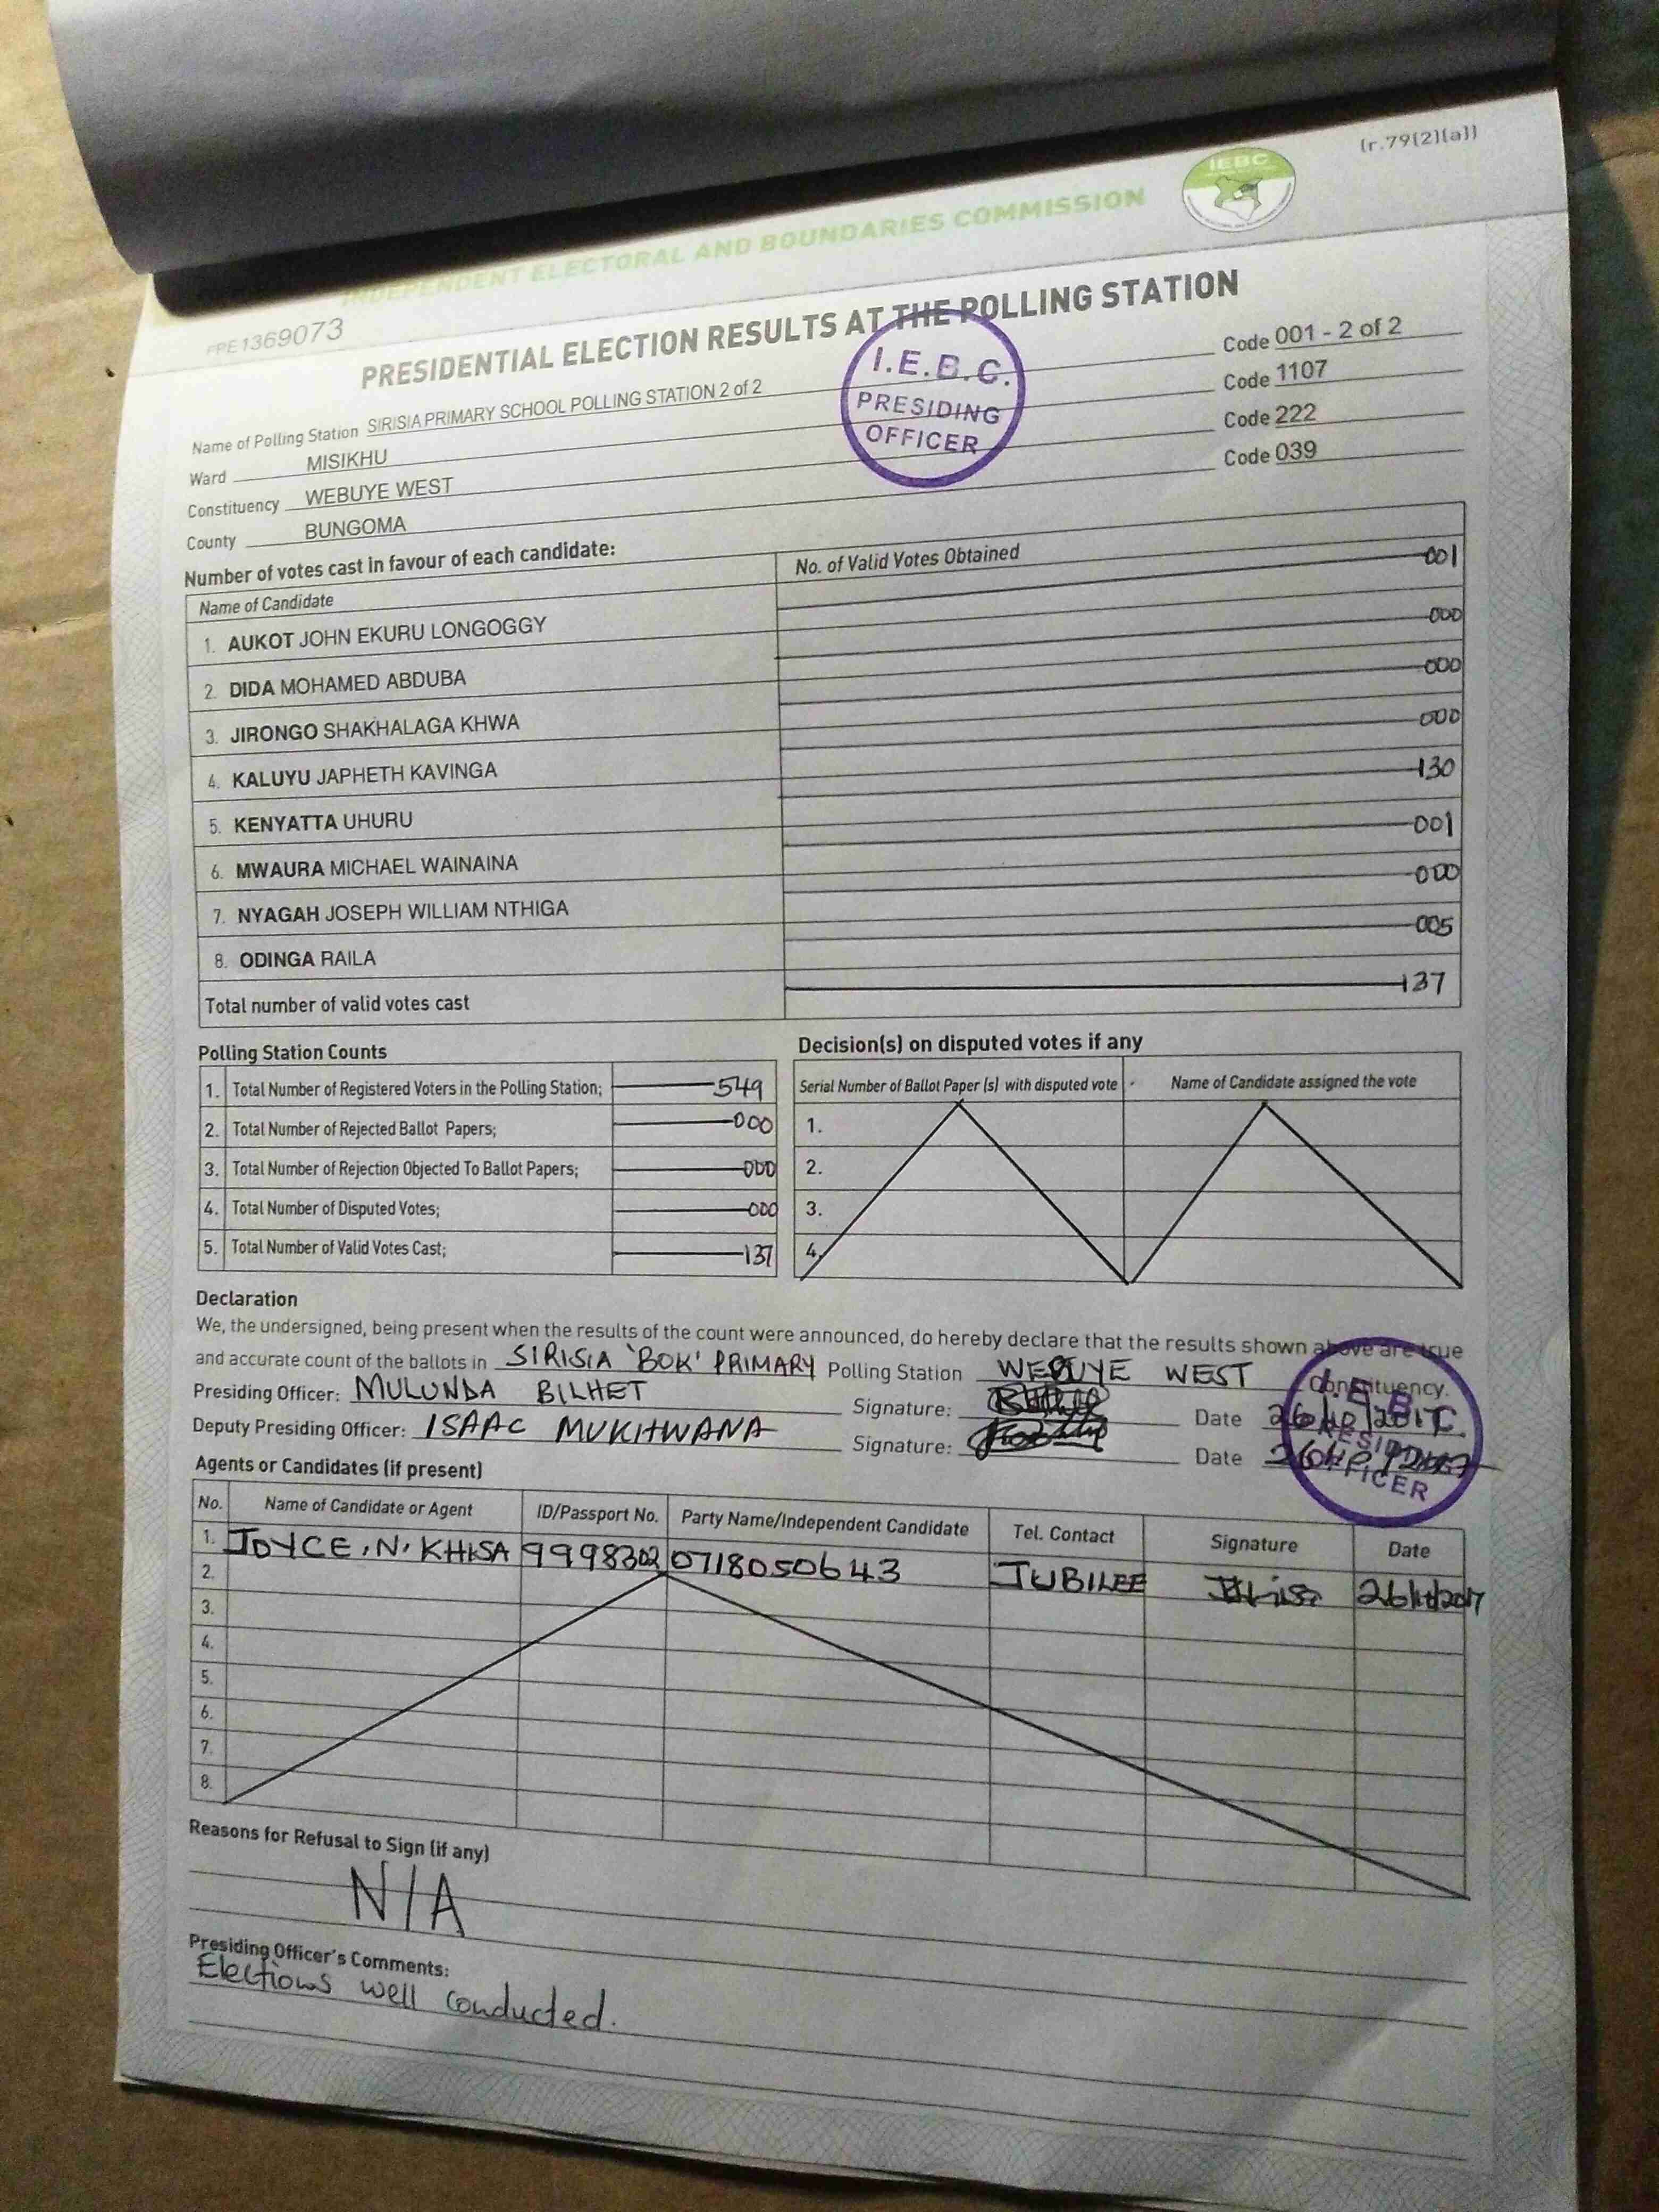 (r.79(2)(a))
IEBC
INDEPENDENT ELECTORAL AND BOUNDARIES COMMISSION
PPE1369073
PRESIDENTIAL ELECTION RESULTS AT THE POLLING STATION
I.E.B.C.
PRESIDING
OFFICER
Name of Polling Station SIRISIA PRIMARY SCHOOL POLLING STATION 2 of 2 Code 001 - 2 of 2
Ward MISIKHU Code 1107
Constituency WEBUYE WEST Code 222
County BUNGOMA Code 039
Number of votes cast in favour of each candidate:
Name of Candidate No. of Valid Votes Obtained
1. AUKOT JOHN EKURU LONGOGGY 001
2. DIDA MOHAMED ABDUBA 000
3. JIRONGO SHAKHALAGA KHWA 000
4. KALUYU JAPHETH KAVINGA 000
5. KENYATTA UHURU 130
6. MWAURA MICHAEL WAINAINA 001
7. NYAGAH JOSEPH WILLIAM NTHIGA 000
8. ODINGA RAILA 005
Total number of valid votes cast 137
Polling Station Counts
1. Total Number of Registered Voters in the Polling Station; 549
2. Total Number of Rejected Ballot Papers; 000
3. Total Number of Rejection Objected To Ballot Papers; 000
4. Total Number of Disputed Votes; 000
5. Total Number of Valid Votes Cast; 137
Decision(s) on disputed votes if any
Serial Number of Ballot Paper (s) with disputed vote Name of Candidate assigned the vote
1.
2.
3.
4.
Declaration
We, the undersigned, being present when the results of the count were announced, do hereby declare that the results shown above are true
and accurate count of the ballots in SIRISIA 'BOK' PRIMARY Polling Station WEBUYE WEST Constituency.
Presiding Officer: MULUNDA BILHET Signature: Date 26/10/2017
Deputy Presiding Officer: ISAAC MUKHWANA Signature: Date 26/10/2017
I.E.B.C.
PRESIDING
OFFICER
Agents or Candidates (if present)
No. Name of Candidate or Agent ID/Passport No. Party Name/Independent Candidate Tel. Contact Signature Date
1. JOYCE .N. KHISA 9998302 0718050643 JUBILEE 26/10/2017
2.
3.
4.
5.
6.
7.
8.
Reasons for Refusal to Sign (if any)
N/A
Presiding Officer's Comments:
Elections well conducted.